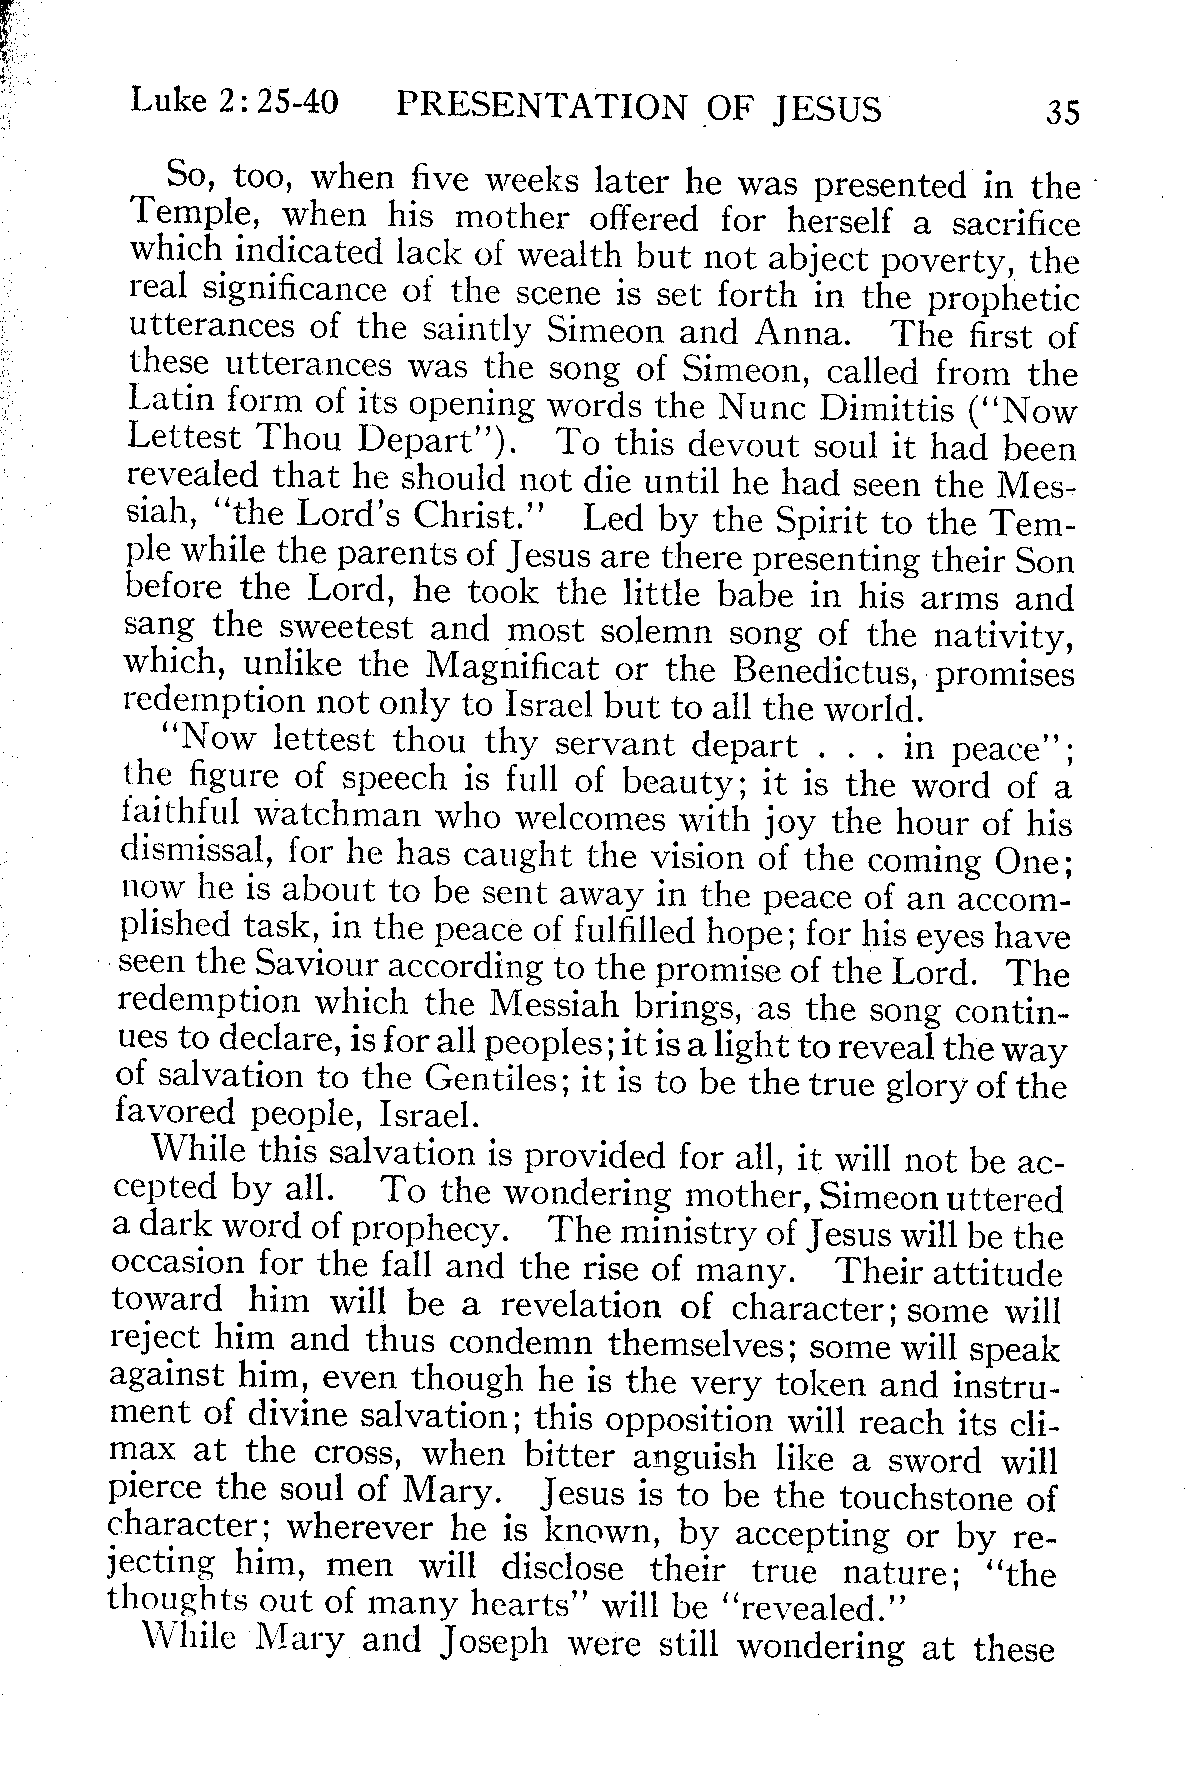 Luke 2:25-40 PRESENTATION OF JESUS 35
So, too, when five weeks later he was presented in the
Temple, when his mother offered for herself a sacrifice
which indicated lack of wealth but not abject poverty, the
real significance of the scene is set forth in the prophetic
utterances of the saintly Simeon and Anna. The first of
these utterances was the song of Simeon, called from the
Latin form of its opening words the Nunc Dimittis ("Now
Lettest Thou Depart"). To this devout soul it had been
revealed that he should not die until he had seen the Mes-
siah, "the Lord's Christ." Led by the Spirit to the Tem-
ple while the parents of Jesus are there presenting their Son
before the Lord, he took the little babe in his arms and
sang the sweetest and most solemn song of the nativity,
which, unlike the Magnificat or the Benedictus, promises
redemption not only to Israel but to all the world.
"Now lettest thou thy servant depart . . . in peace";
the figure of speech is full of beauty; it is the word of a
faithful watchman who welcomes with joy the hour of his
dismissal, for he has caught the vision of the coming One;
now he is about to be sent away in the peace of an accom-
plished task, in the peace of fulfilled hope; for his eyes have
seen the Saviour according to the promise of the Lord. The
redemption which the Messiah brings, as the song contin-
ues to declare, is for all peoples; it is a light to reveal the way
of salvation to the Gentiles; it is to be the true glory of the
favored people, Israel.
While this salvation is provided for all, it will not be ac-
cepted by all. To the wondering mother, Simeon uttered
a dark word of prophecy. The ministry of Jesus will be the
occasion for the fall and the rise of many. Their attitude
toward him will be a revelation of character; some will
reject him and thus condemn themselves; some will speak
against him, even though he is the very token and instru-
ment of divine salvation; this opposition will reach its cli-
max at the cross, when bitter anguish like a sword will
pierce the soul of Mary. Jesus is to be the touchstone of
character; wherever he is known, by accepting or by re-
jecting him, men will disclose their true nature; "the
thoughts out of many hearts" will be "revealed."
While Mary and Joseph were still wondering at these